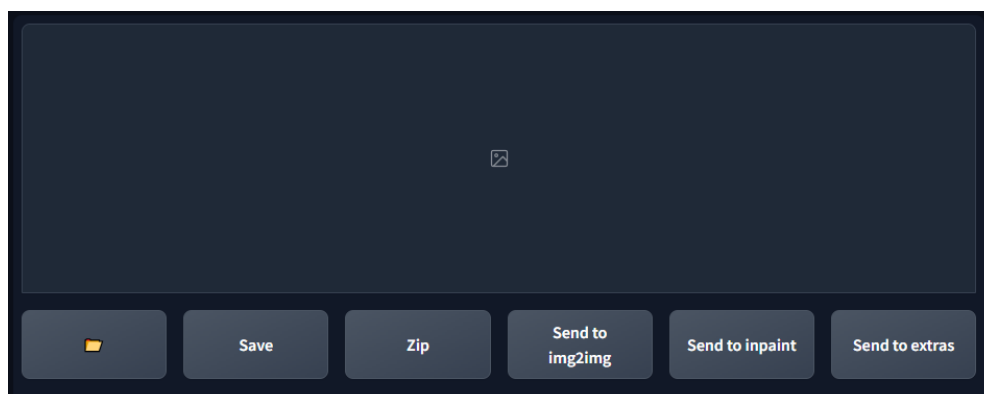 Save
Zip
Send to
img2img
Send to inpaint
Send to extras